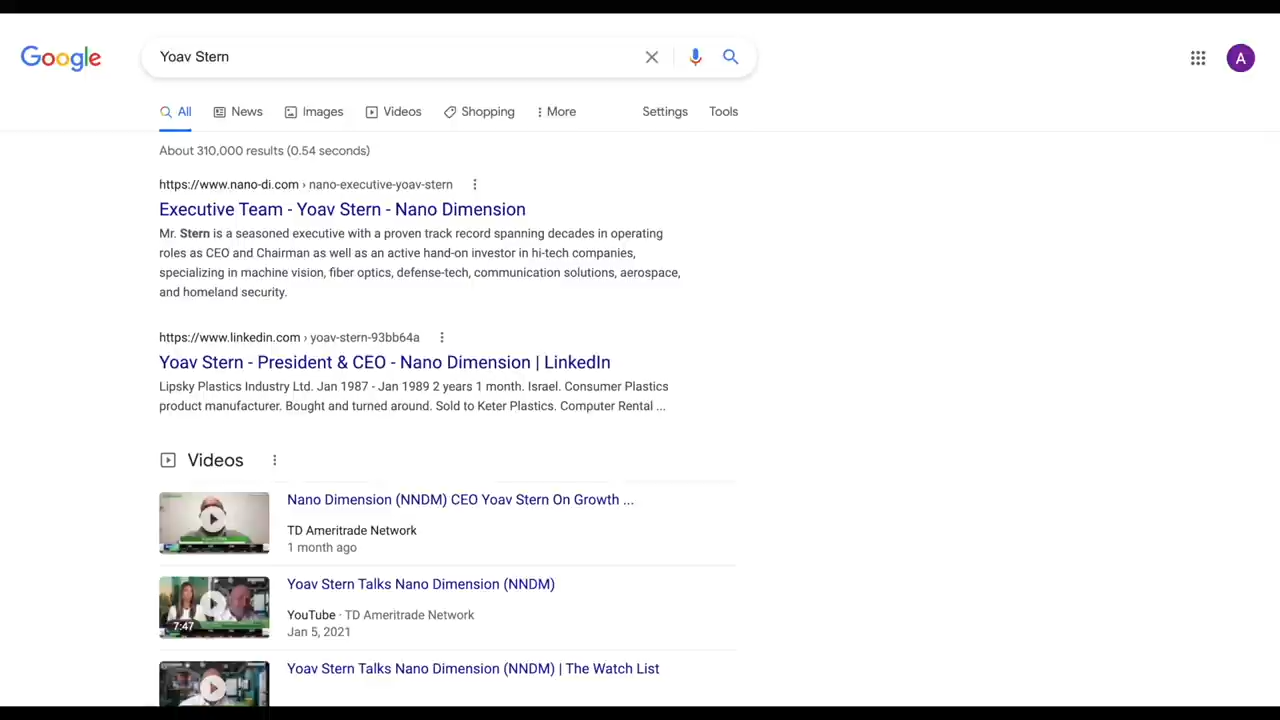 Google
Yoav Stern
A
All News Images Videos Shopping More Settings Tools
About 310,000 results (0.54 seconds)
https://www.nano-di.com › nano-executive-yoav-stern
Executive Team - Yoav Stern - Nano Dimension
Mr. Stern is a seasoned executive with a proven track record spanning decades in operating
roles as CEO and Chairman as well as an active hand-on investor in hi-tech companies,
specializing in machine vision, fiber optics, defense-tech, communication solutions, aerospace,
and homeland security.
https://www.linkedin.com › yoav-stern-93bb64a
Yoav Stern - President & CEO - Nano Dimension | LinkedIn
Lipsky Plastics Industry Ltd. Jan 1987 - Jan 1989 2 years 1 month. Israel. Consumer Plastics
product manufacturer. Bought and turned around. Sold to Keter Plastics. Computer Rental ...
Videos
Nano Dimension (NNDM) CEO Yoav Stern On Growth ...
TD Ameritrade Network
1 month ago
Yoav Stern Talks Nano Dimension (NNDM)
7:47
YouTube · TD Ameritrade Network
Jan 5, 2021
Yoav Stern Talks Nano Dimension (NNDM) | The Watch List